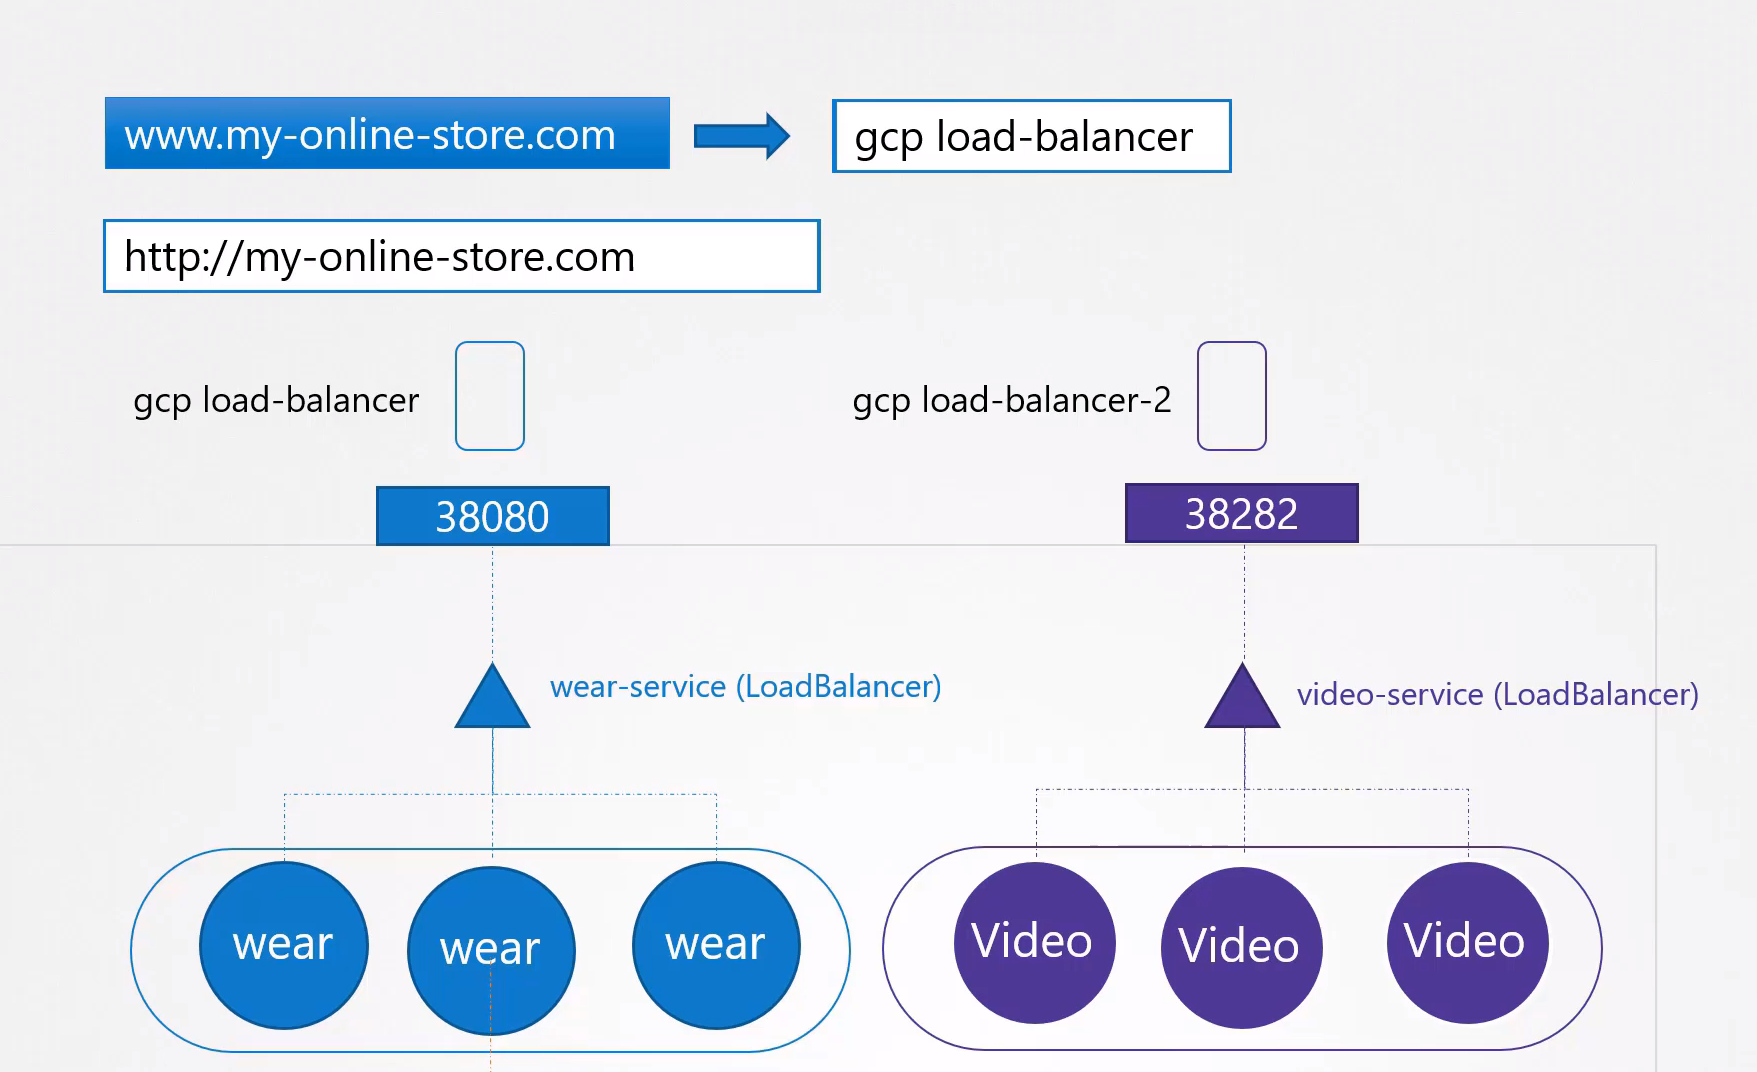 www.my-online-store.com
gcp load-balancer
http://my-online-store.com
gcp load-balancer
gcp load-balancer-2
38080
38282
wear-service (LoadBalancer)
video-service (LoadBalancer)
wear
wear
wear
Video
Video
Video